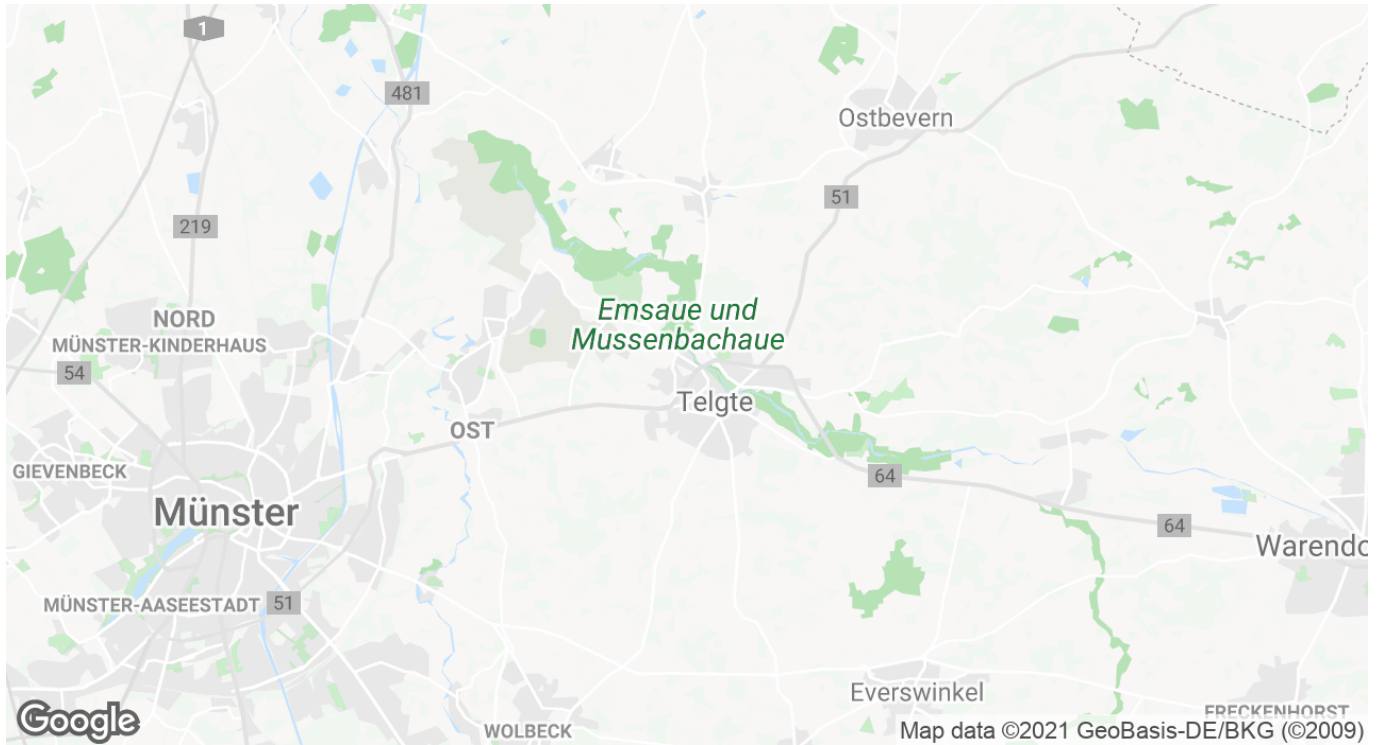 1
481
Ostbevern
51
219
Emsaue und
Mussenbachaue
NORD
MÜNSTER-KINDERHAUS
54
Telgte
OST
GIEVENBECK
64
Münster
64
Warendo
MÜNSTER-AASEESTADT
51
Everswinkel
FRECKENHORST
Google
WOLBECK
Map data ©2021 GeoBasis-DE/BKG (©2009)